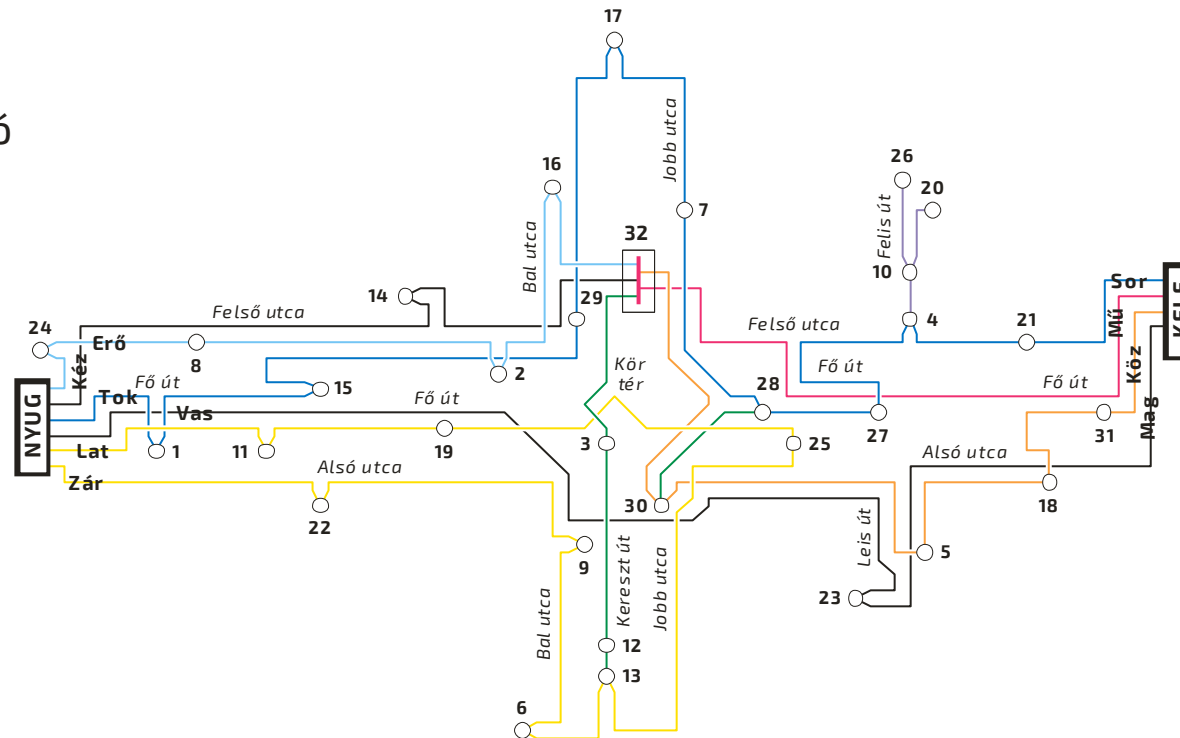 17
ó
Jobb utca
26
16
20
7
Felis út
Bal utca
32
10
Sor
14
29
Felső utca
4
21
Mű
KELE
24
Erő
Kéz
8
Felső utca
Köz
2
Kör
tér
Fő út
15
Fő út
Fő út
28
Tok
Vas
Fő út
27
31
Mag
NYUG
Lat
1
11
19
3
25
Alsó utca
Alsó utca
Zár
22
30
18
9
5
Leis út
Kereszt út
Jobb utca
Bal utca
23
12
13
6